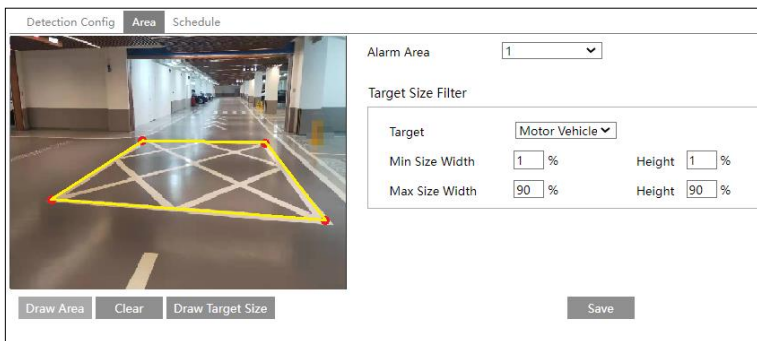 Detection Config Area Schedule
Alarm Area 1
Target Size Filter
Target Motor Vehicle
Min Size Width 1 % Height 1 %
Max Size Width 90 % Height 90 %
Draw Area Clear Draw Target Size Save